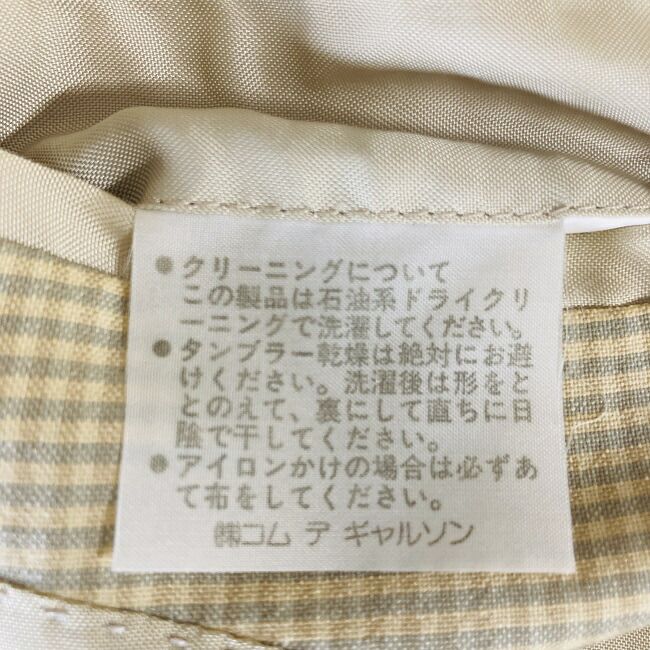 ●クリーニングについて
この製品は石油系ドライクリ
ーニングで洗濯してください。
●タンブラー乾燥は絶対にお避
けください。洗濯後は形をと
とのえて、裏にして直ちに日
陰で干してください。
●アイロンかけの場合は必ずあ
て布をしてください。
㈱コム デ ギャルソン